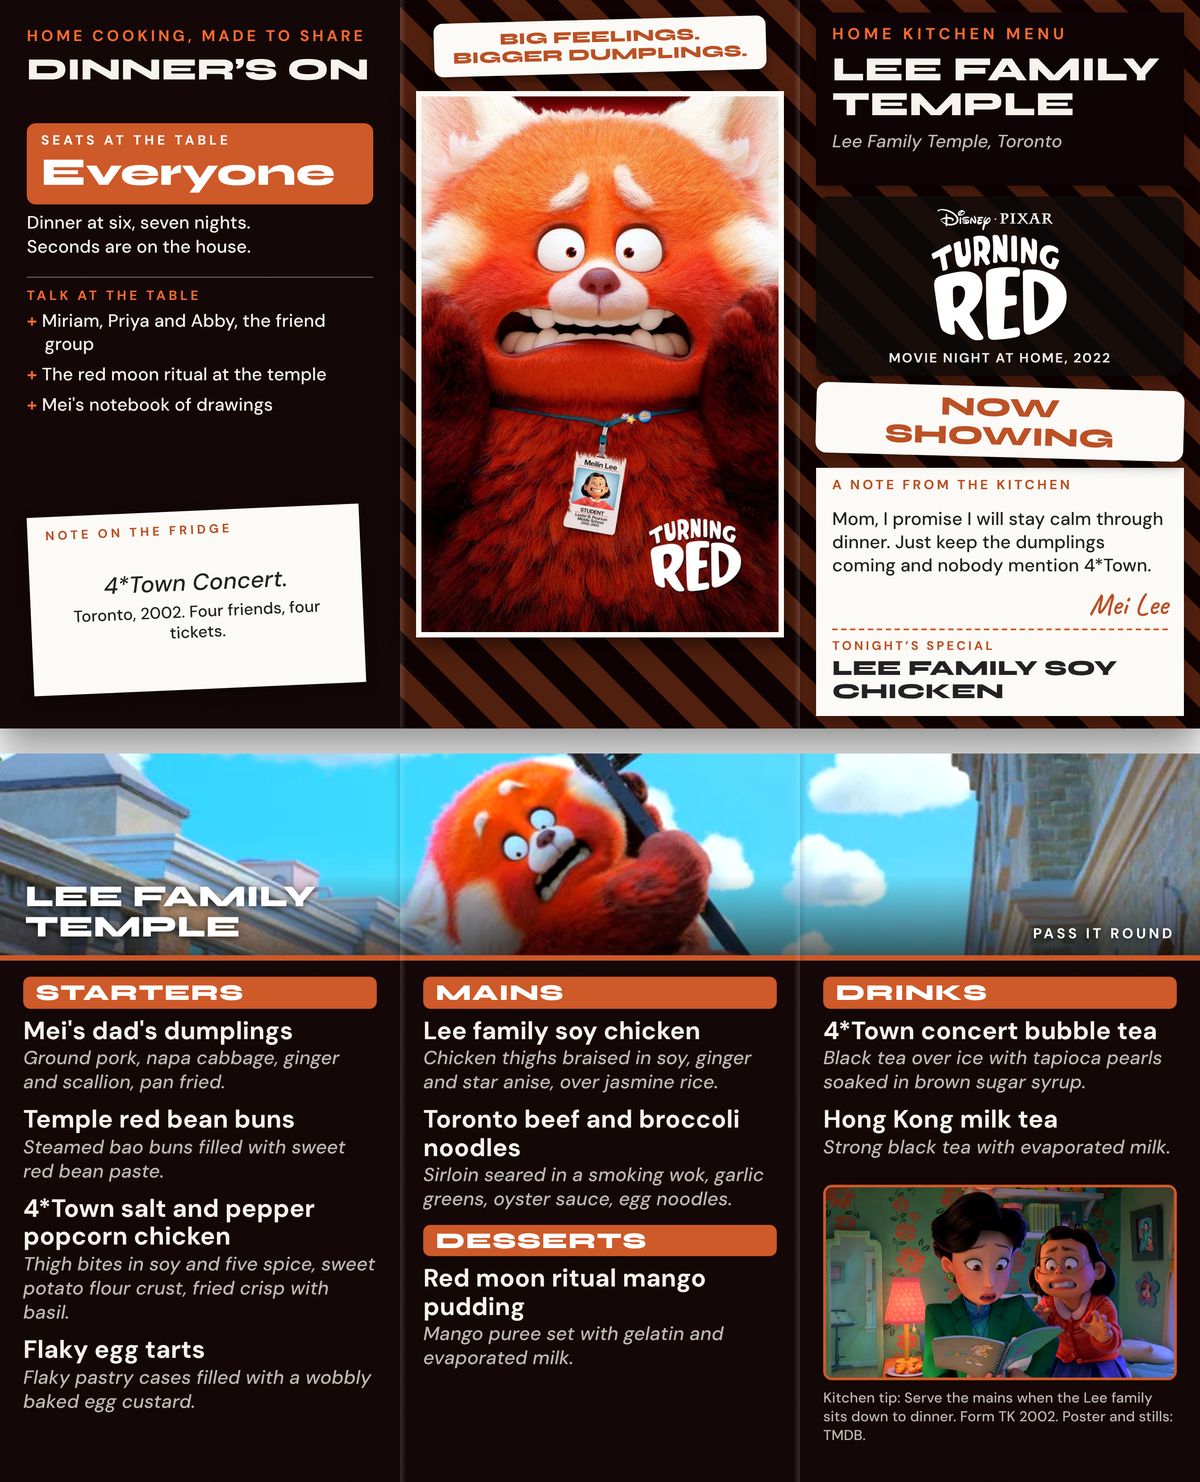 HOME COOKING, MADE TO SHARE
DINNER'S ON
SEATS AT THE TABLE
Everyone
Dinner at six, seven nights.
Seconds are on the house.
TALK AT THE TABLE
+ Miriam, Priya and Abby, the friend
group
+ The red moon ritual at the temple
+ Mei's notebook of drawings
NOTE ON THE FRIDGE
4*Town Concert.
Toronto, 2002. Four friends, four
tickets.
BIG FEELINGS.
BIGGER DUMPLINGS.
Meilin Lee
STUDENT
Lester B. Pearson
Middle School
2002-2003
TURNING
RED
HOME KITCHEN MENU
LEE FAMILY
TEMPLE
Lee Family Temple, Toronto
Disney · PIXAR
TURNING
RED
MOVIE NIGHT AT HOME, 2022
NOW
SHOWING
A NOTE FROM THE KITCHEN
Mom, I promise I will stay calm through
dinner. Just keep the dumplings
coming and nobody mention 4*Town.
Mei Lee
TONIGHT'S SPECIAL
LEE FAMILY SOY
CHICKEN
LEE FAMILY
TEMPLE
PASS IT ROUND
STARTERS
Mei's dad's dumplings
Ground pork, napa cabbage, ginger
and scallion, pan fried.
Temple red bean buns
Steamed bao buns filled with sweet
red bean paste.
4*Town salt and pepper
popcorn chicken
Thigh bites in soy and five spice, sweet
potato flour crust, fried crisp with
basil.
Flaky egg tarts
Flaky pastry cases filled with a wobbly
baked egg custard.
MAINS
Lee family soy chicken
Chicken thighs braised in soy, ginger
and star anise, over jasmine rice.
Toronto beef and broccoli
noodles
Sirloin seared in a smoking wok, garlic
greens, oyster sauce, egg noodles.
DESSERTS
Red moon ritual mango
pudding
Mango puree set with gelatin and
evaporated milk.
DRINKS
4*Town concert bubble tea
Black tea over ice with tapioca pearls
soaked in brown sugar syrup.
Hong Kong milk tea
Strong black tea with evaporated milk.
Kitchen tip: Serve the mains when the Lee family
sits down to dinner. Form TK 2002. Poster and stills:
TMDB.